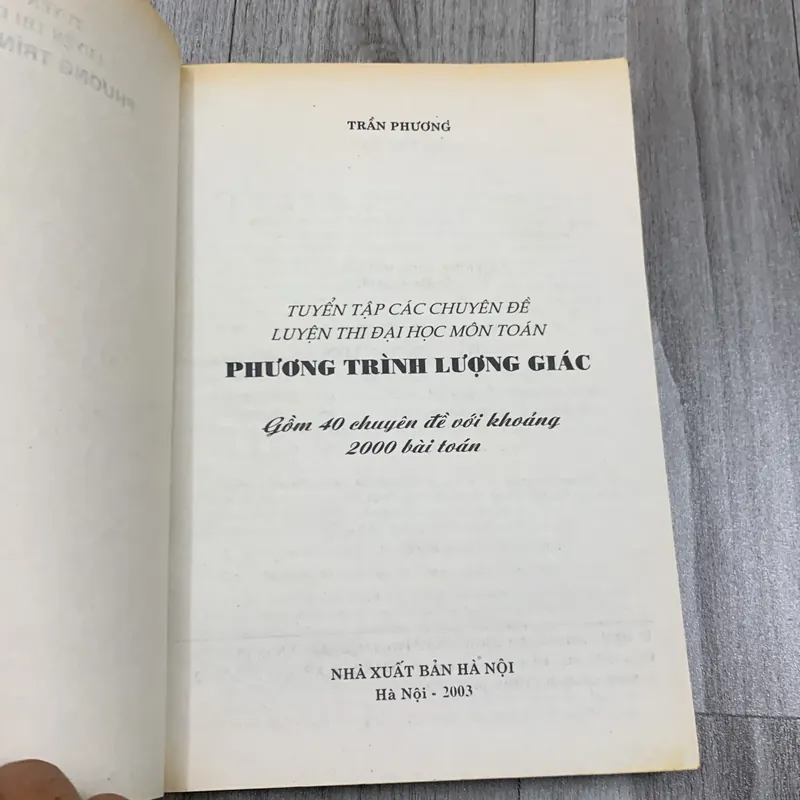 TRẦN PHƯƠNG
TUYỂN TẬP CÁC CHUYÊN ĐỀ
LUYỆN THI ĐẠI HỌC MÔN TOÁN
PHƯƠNG TRÌNH LƯỢNG GIÁC
Gồm 40 chuyên đề với khoảng
2000 bài toán
NHÀ XUẤT BẢN HÀ NỘI
Hà Nội - 2003